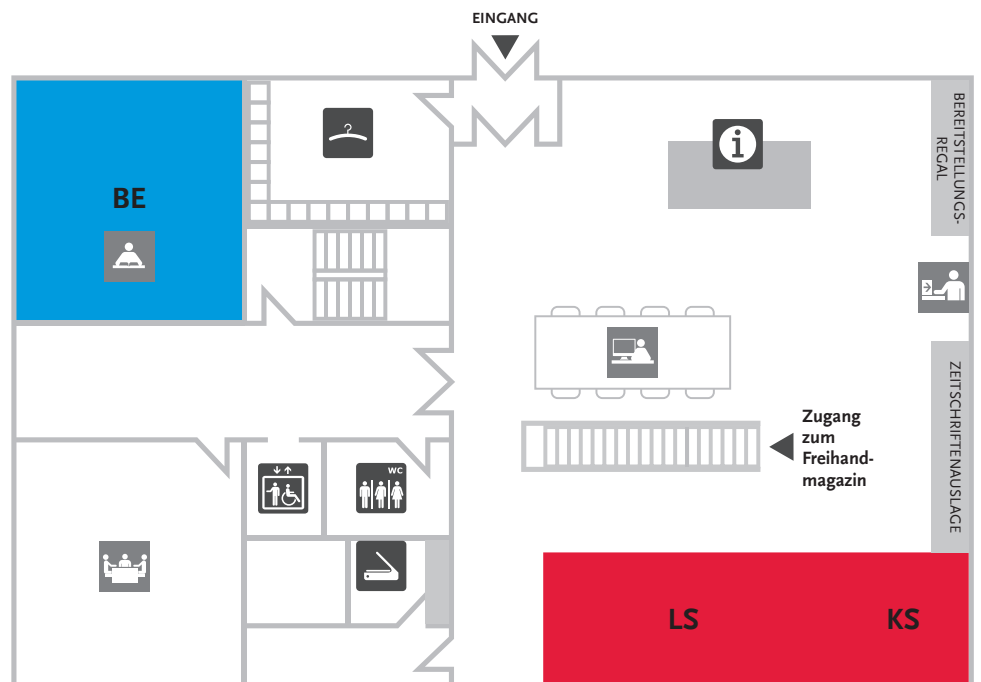 EINGANG
BEREITSTELLUNGS-
REGAL
BE
ZEITSCHRIFTENAUSLAGE
Zugang
zum
Freihand-
magazin
WC
LS
KS